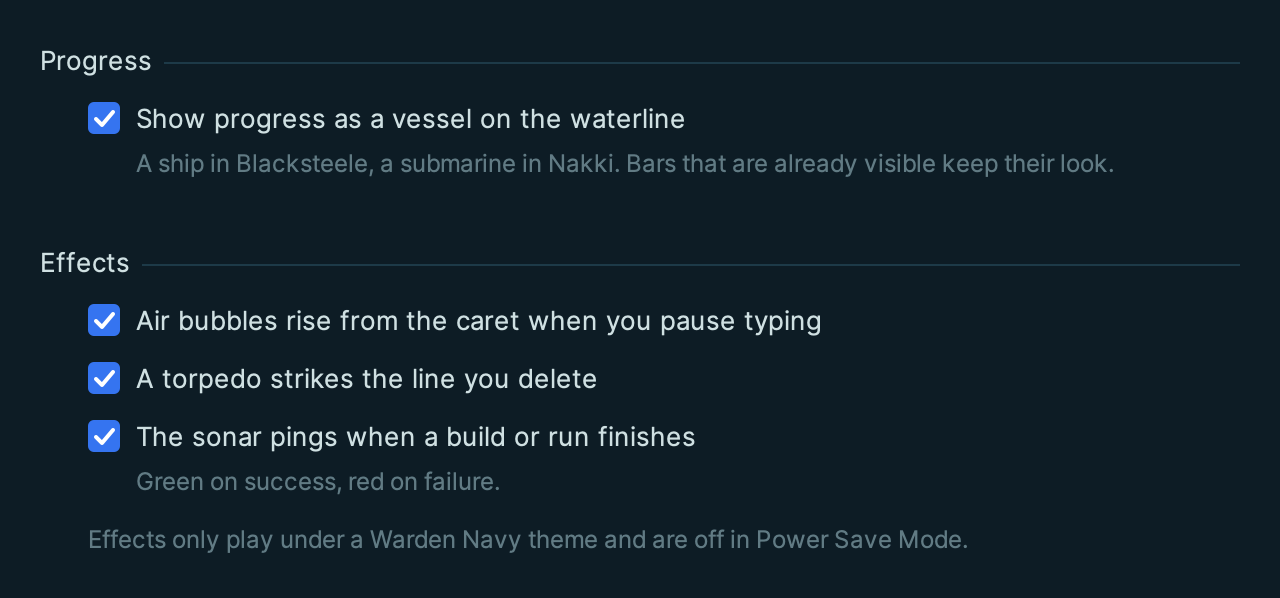 Progress
Show progress as a vessel on the waterline
A ship in Blacksteele, a submarine in Nakki. Bars that are already visible keep their look.
Effects
Air bubbles rise from the caret when you pause typing
A torpedo strikes the line you delete
The sonar pings when a build or run finishes
Green on success, red on failure.
Effects only play under a Warden Navy theme and are off in Power Save Mode.